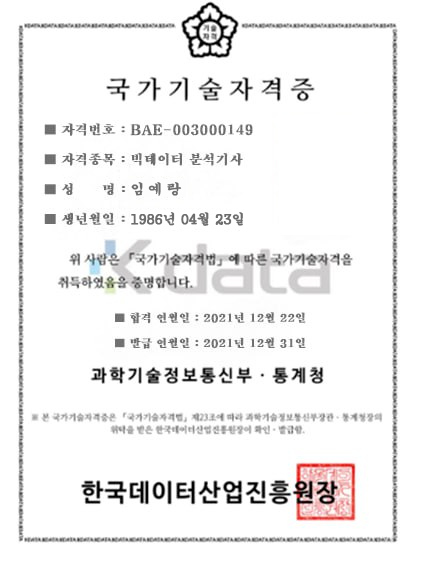 기술
자격
국가기술자격증
■ 자격번호 : BAE-003000149
■ 자격종목 : 빅데이터 분석기사
■ 성 명 : 임예랑
■ 생년월일 : 1986년 04월 23일
Kdata
위 사람은 「국가기술자격법」에 따른 국가기술자격을
취득하였음을 증명합니다.
■ 합격 연월일 : 2021년 12월 22일
■ 발급 연월일 : 2021년 12월 31일
과학기술정보통신부 · 통계청
※ 본 국가기술자격증은 「국가기술자격법」 제23조에 따라 과학기술정보통신부장관 · 통계청장의
위탁을 받은 한국데이터산업진흥원장이 확인 · 발급함.
한국데이터산업진흥원장